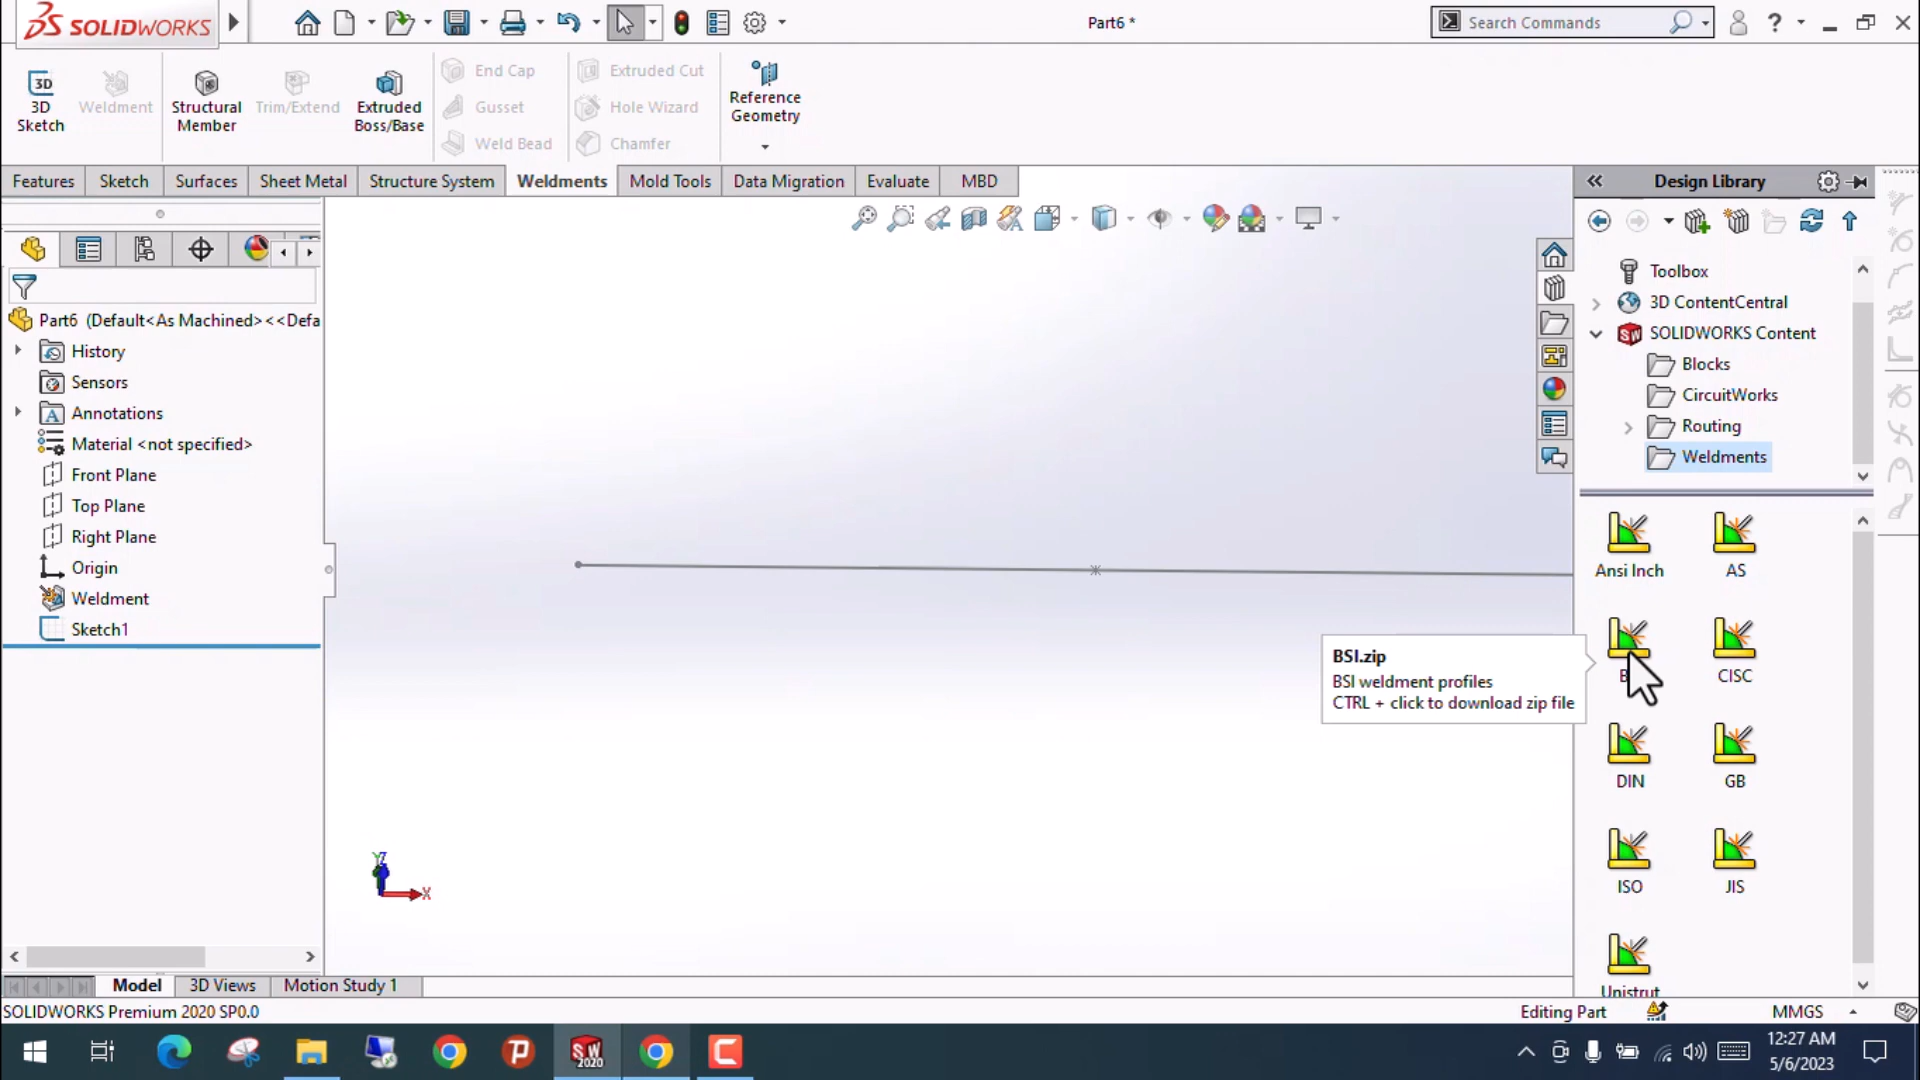 SOLIDWORKS
Part6 *
Search Commands
3D
3D
Sketch
Weldment
Structural
Member
Trim/Extend
Extruded
Boss/Base
End Cap
Gusset
Weld Bead
Extruded Cut
Hole Wizard
Chamfer
Reference
Geometry
Features
Sketch
Surfaces
Sheet Metal
Structure System
Weldments
Mold Tools
Data Migration
Evaluate
MBD
Design Library
Part6 (Default<As Machined><<Defa
History
Sensors
Annotations
Material <not specified>
Front Plane
Top Plane
Right Plane
Origin
Weldment
Sketch1
Toolbox
3D ContentCentral
SOLIDWORKS Content
Blocks
CircuitWorks
Routing
Weldments
Ansi Inch
AS
BSI.zip
BSI weldment profiles
CTRL + click to download zip file
CISC
DIN
GB
ISO
JIS
Unistrut
X
Model
3D Views
Motion Study 1
SOLIDWORKS Premium 2020 SP0.0
Editing Part
MMGS
SW
2020
12:27 AM
5/6/2023